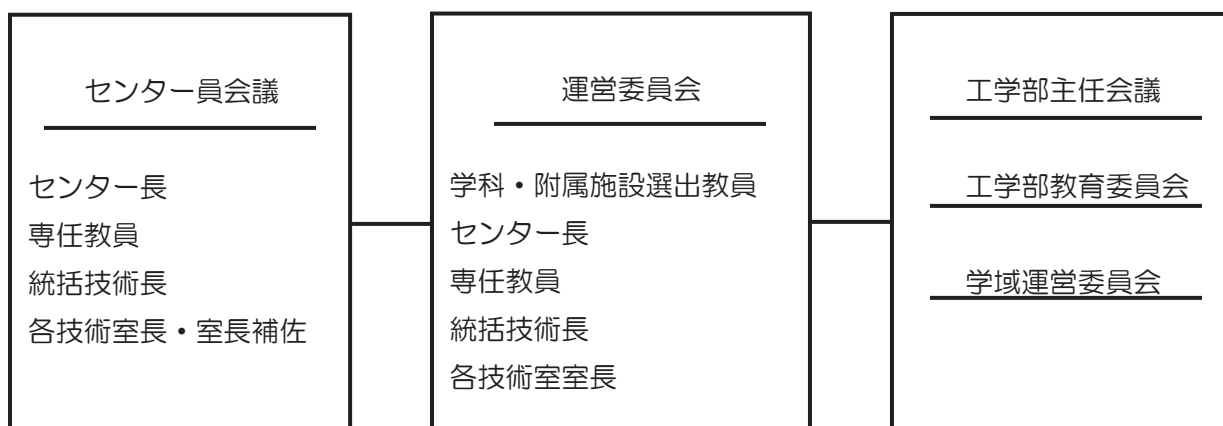 センター員会議
センター長
専任教員
統括技術長
各技術室長・室長補佐
運営委員会
学科・附属施設選出教員
センター長
専任教員
統括技術長
各技術室室長
工学部主任会議
工学部教育委員会
学域運営委員会